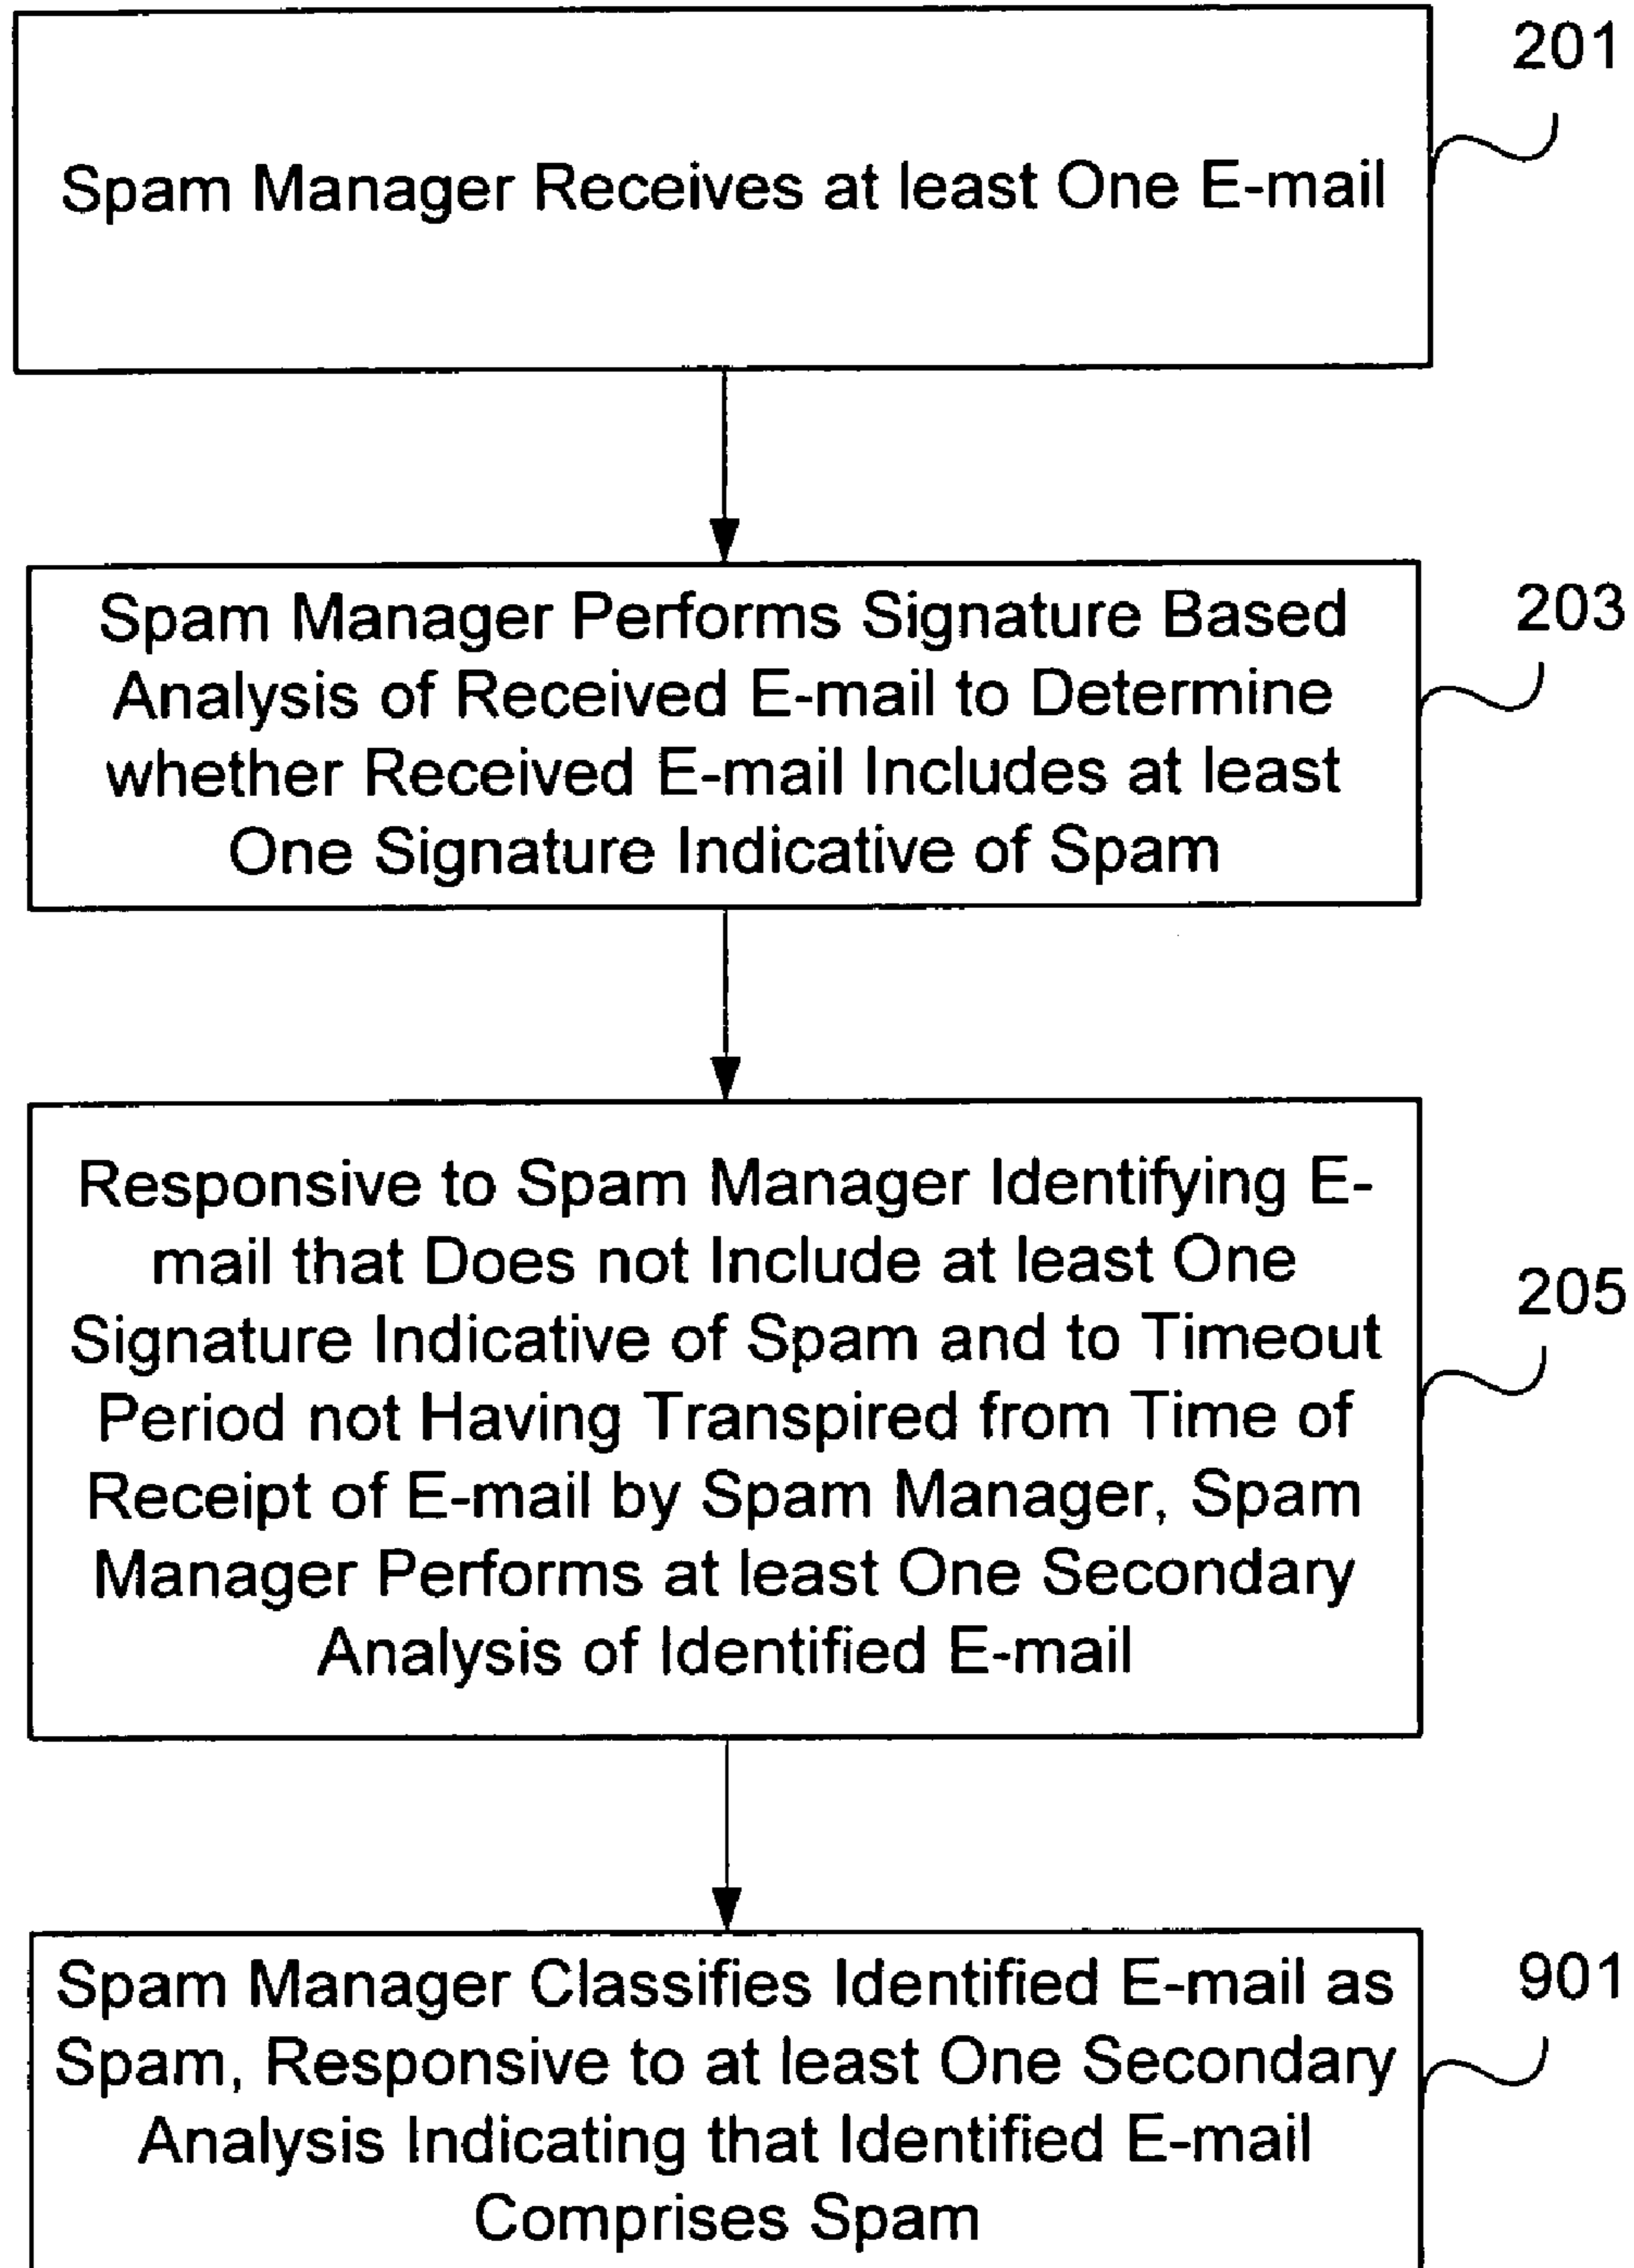 201
Spam Manager Receives at least One E-mail
203
Spam Manager Performs Signature Based
Analysis of Received E-mail to Determine
whether Received E-mail Includes at least
One Signature Indicative of Spam
205
Responsive to Spam Manager Identifying E-
mail that Does not Include at least One
Signature Indicative of Spam and to Timeout
Period not Having Transpired from Time of
Receipt of E-mail by Spam Manager, Spam
Manager Performs at least One Secondary
Analysis of Identified E-mail
901
Spam Manager Classifies Identified E-mail as
Spam, Responsive to at least One Secondary
Analysis Indicating that Identified E-mail
Comprises Spam